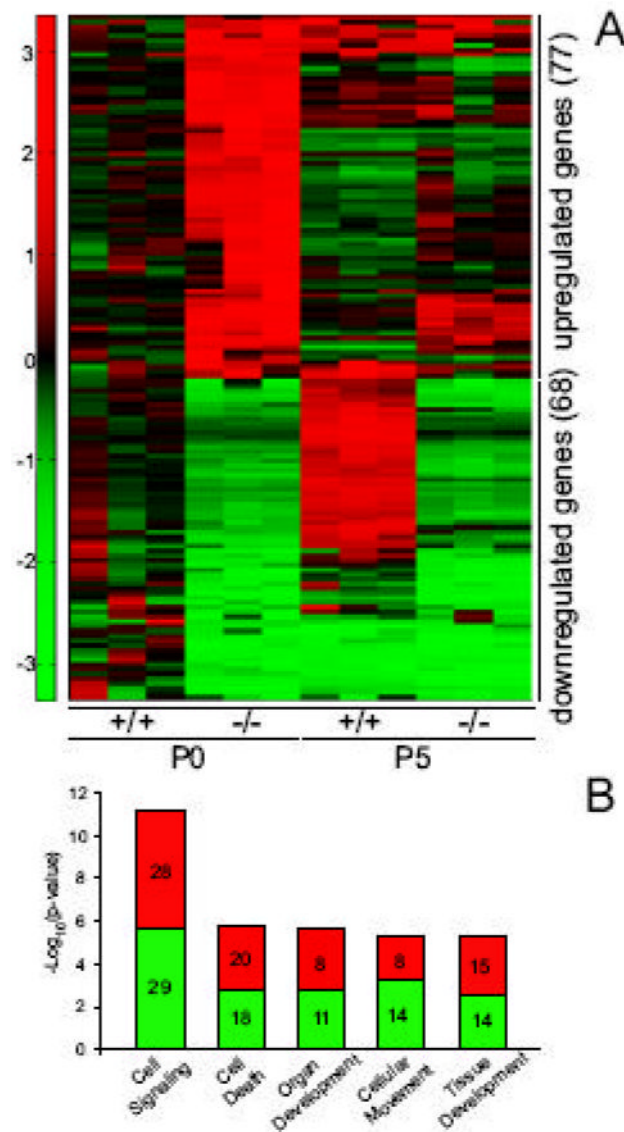 A
3
2
1
0
-1
-2
-3
upregulated genes (77)
downregulated genes (68)
+/+ -/- +/+ -/-
P0 P5
B
-Log10(p-value)
12
10
8
6
4
2
0
28
29
20
18
8
11
8
14
15
14
Cell
Signaling
Cell
Death
Organ
Development
Cellular
Movement
Tissue
Development